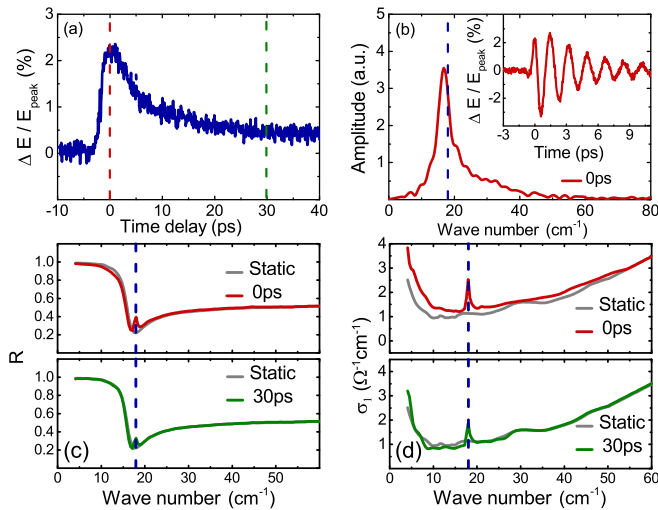 (a)
Δ E / E_peak (%)
3
2
1
0
-10 0 10 20 30 40
Time delay (ps)
(b)
Amplitude (a.u.)
5
4
3
2
1
0
0 20 40 60 80
Wave number (cm⁻¹)
0ps
Δ E / E_peak (%)
2
0
-2
-3 0 3 6 9
Time (ps)
R
1.0
0.8
0.6
0.4
0.2
Static
0ps
1.0
0.8
0.6
0.4
0.2
Static
30ps
(c)
0 10 20 30 40 50
Wave number (cm⁻¹)
σ₁ (Ω⁻¹cm⁻¹)
4
3
2
1
Static
0ps
4
3
2
1
Static
30ps
(d)
0 10 20 30 40 50 60
Wave number (cm⁻¹)